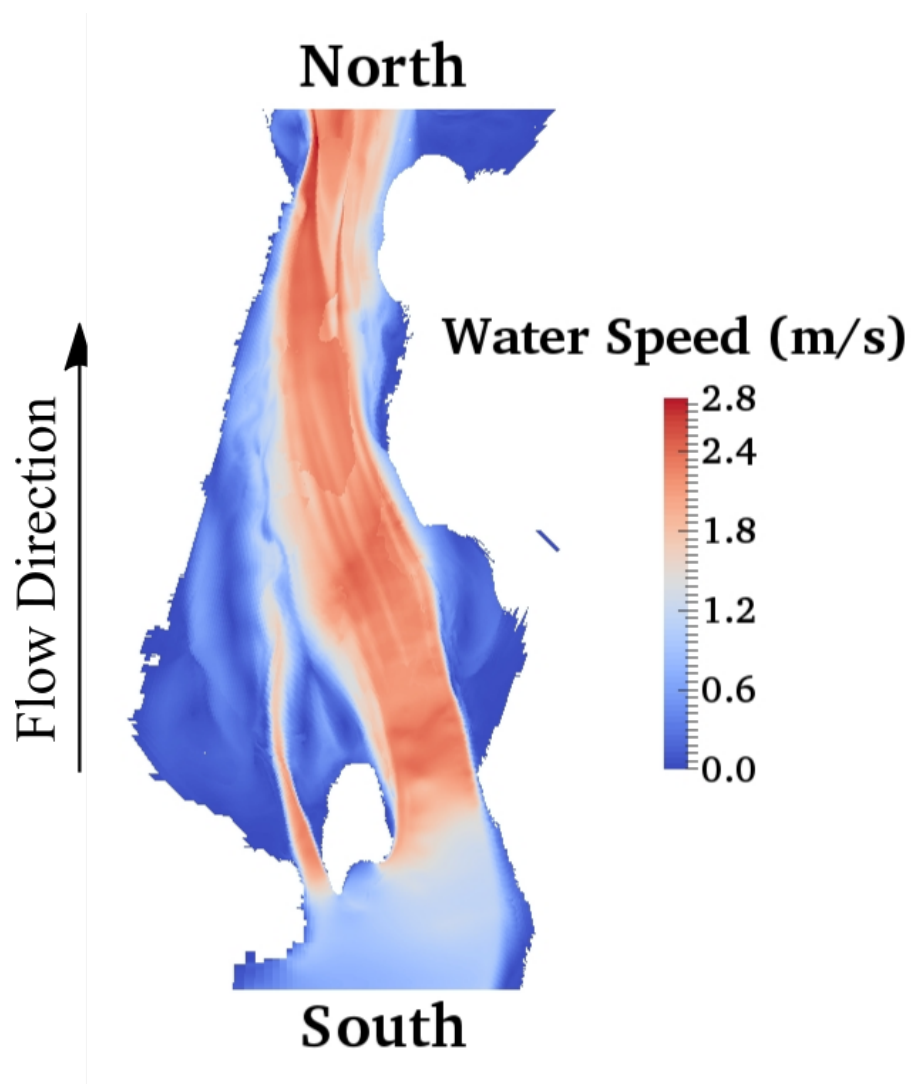 North
Water Speed (m/s)
2.8
2.4
1.8
1.2
0.6
0.0
Flow Direction
South